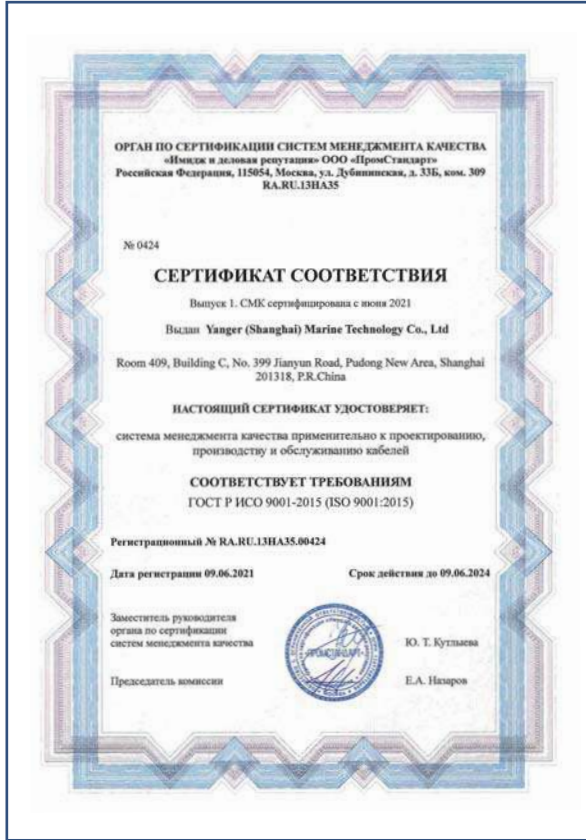 ОРГАН ПО СЕРТИФИКАЦИИ СИСТЕМ МЕНЕДЖМЕНТА КАЧЕСТВА
«Имидж и деловая репутация» ООО «ПромСтандарт»
Российская Федерация, 115054, Москва, ул. Дубининская, д. 33Б, ком. 309
RA.RU.13НА35
№ 0424
СЕРТИФИКАТ СООТВЕТСТВИЯ
Выпуск 1. СМК сертифицирована с июня 2021
Выдан Yanger (Shanghai) Marine Technology Co., Ltd
Room 409, Building C, No. 399 Jianyun Road, Pudong New Area, Shanghai
201318, P.R.China
НАСТОЯЩИЙ СЕРТИФИКАТ УДОСТОВЕРЯЕТ:
система менеджмента качества применительно к проектированию,
производству и обслуживанию кабелей
СООТВЕТСТВУЕТ ТРЕБОВАНИЯМ
ГОСТ Р ИСО 9001-2015 (ISO 9001:2015)
Регистрационный № RA.RU.13НА35.00424
Дата регистрации 09.06.2021 Срок действия до 09.06.2024
Заместитель руководителя
органа по сертификации
систем менеджмента качества Ю. Т. Кутлыева
«ПРОМСТАНДАРТ»
Председатель комиссии Е.А. Назаров